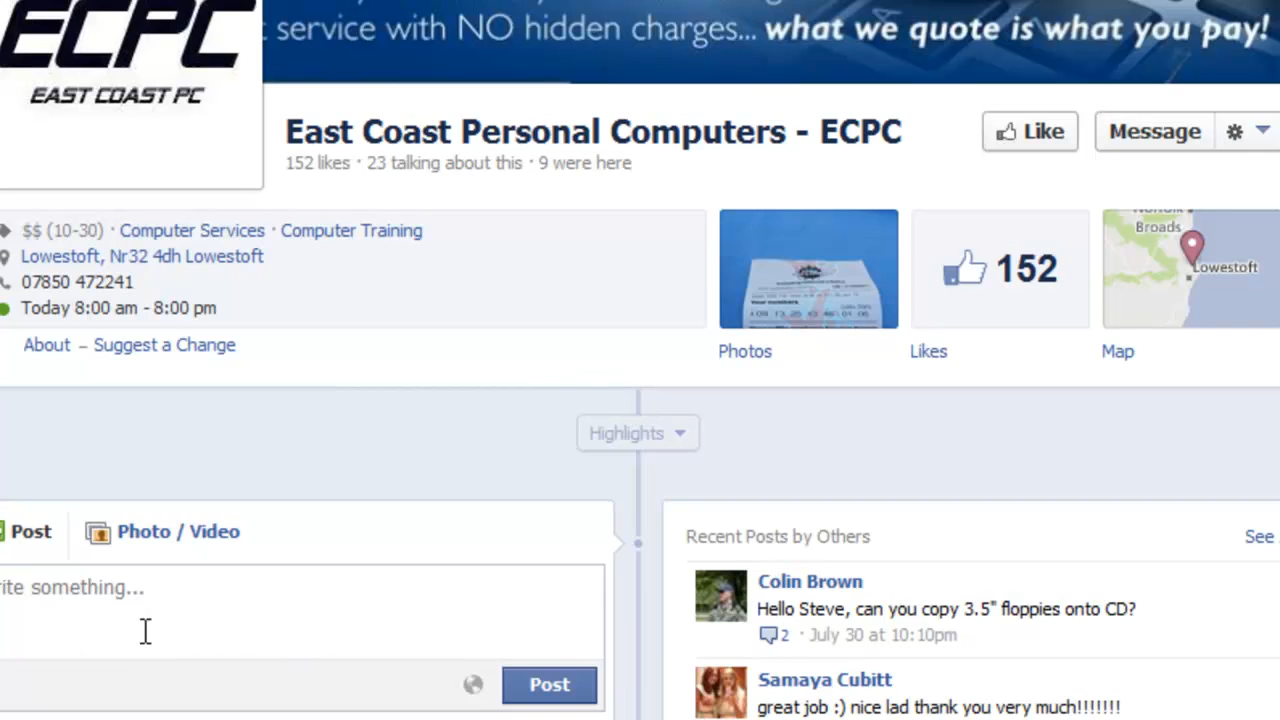 ECPC
EAST COAST PC
service with NO hidden charges... what we quote is what you pay!
East Coast Personal Computers - ECPC
152 likes · 23 talking about this · 9 were here
Like
Message
$$ (10-30) · Computer Services · Computer Training
Lowestoft, Nr32 4dh Lowestoft
07850 472241
Today 8:00 am - 8:00 pm
About – Suggest a Change
152
Broads
Lowestoft
Photos
Likes
Map
Highlights
Post
Photo / Video
rite something...
Post
Recent Posts by Others
See
Colin Brown
Hello Steve, can you copy 3.5" floppies onto CD?
2 · July 30 at 10:10pm
Samaya Cubitt
great job :) nice lad thank you very much!!!!!!!